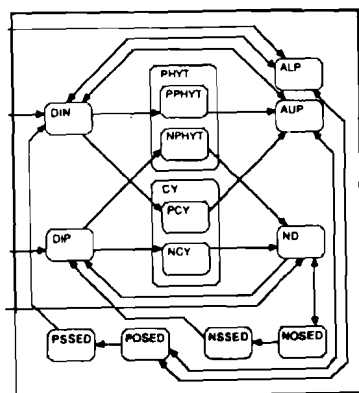 ALP
PHYT
PPHYT
DIN
AUP
NPHYT
CY
PCY
DIP
NCY
ND
PSSED
POSED
NSSED
NOSED